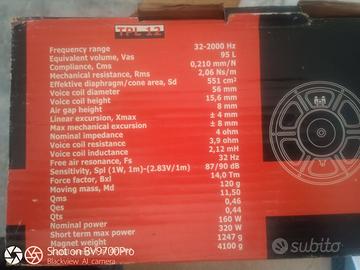 TPL 12
Frequency range 32-2000 Hz
Equivalent volume, Vas 95 L
Compliance, Cms 0,210 mm/N
Mechanical resistance, Rms 2,06 Ns/m
Effektive diaphragm/cone area, Sd 551 cm²
Voice coil diameter 56 mm
Voice coil height 15,6 mm
Air gap height 8 mm
Linear excursion, Xmax ± 4 mm
Max mechanical excursion ± 8 mm
Nominal impedance 4 ohm
Voice coil resistance 3,9 ohm
Voice coil inductance 2,12 mH
Free air resonance, Fs 32 Hz
Sensitivity, Spl (1W, 1m)-(2.83V/1m) 87/90 dB
Force factor, Bxl 14,0 Tm
Moving mass, Md 120 g
Qms 11,50
Qes 0,46
Qts 0,44
Nominal power 160 W
Short term max power 320 W
Magnet weight 1247 g
4100 g
Shot on BV9700Pro
Blackview AI camera
subito